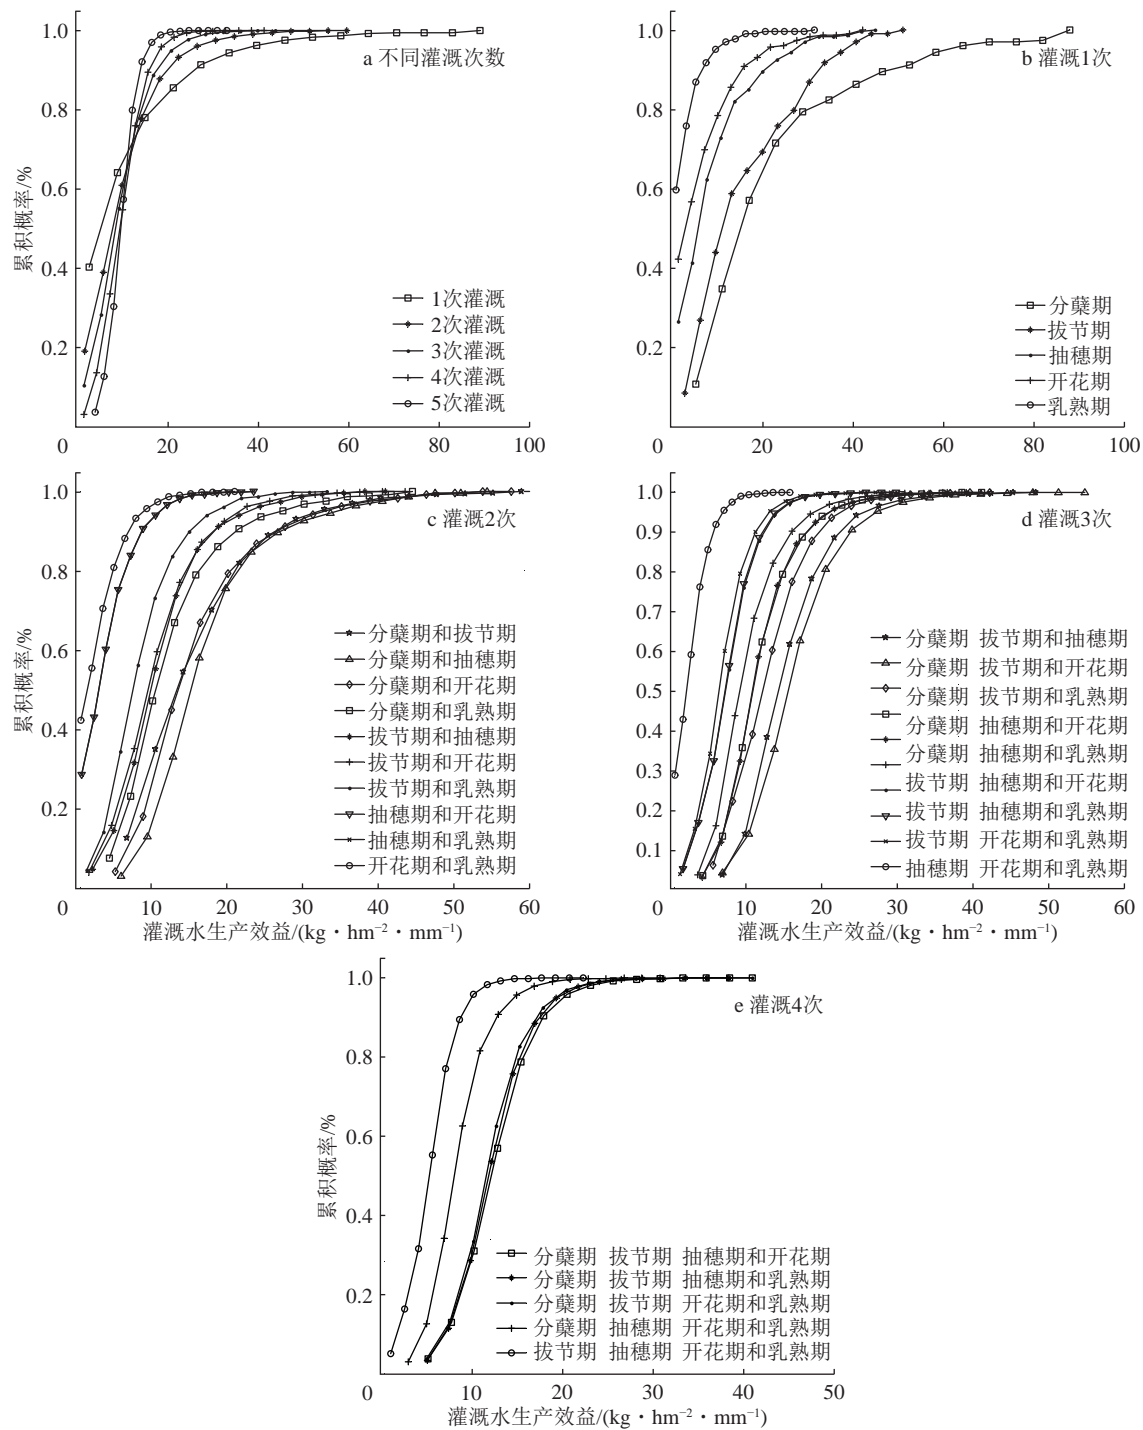 1.0
0.8
0.6
0.4
0.2
0
20
40
60
80
100
累积概率/%
a 不同灌溉次数
1次灌溉
2次灌溉
3次灌溉
4次灌溉
5次灌溉
1.0
0.8
0.6
0.4
0.2
0
20
40
60
80
100
b 灌溉1次
分蘖期
拔节期
抽穗期
开花期
乳熟期
1.0
0.8
0.6
0.4
0.2
0
10
20
30
40
50
60
累积概率/%
c 灌溉2次
分蘖期和拔节期
分蘖期和抽穗期
分蘖期和开花期
分蘖期和乳熟期
拔节期和抽穗期
拔节期和开花期
拔节期和乳熟期
抽穗期和开花期
抽穗期和乳熟期
开花期和乳熟期
灌溉水生产效益/(kg·hm⁻²·mm⁻¹)
1.0
0.9
0.8
0.7
0.6
0.5
0.4
0.3
0.2
0.1
0
10
20
30
40
50
60
d 灌溉3次
分蘖期 拔节期和抽穗期
分蘖期 拔节期和开花期
分蘖期 拔节期和乳熟期
分蘖期 抽穗期和开花期
分蘖期 抽穗期和乳熟期
拔节期 抽穗期和开花期
拔节期 抽穗期和乳熟期
拔节期 开花期和乳熟期
抽穗期 开花期和乳熟期
灌溉水生产效益/(kg·hm⁻²·mm⁻¹)
1.0
0.8
0.6
0.4
0.2
0
10
20
30
40
50
累积概率/%
e 灌溉4次
分蘖期 拔节期 抽穗期和开花期
分蘖期 拔节期 抽穗期和乳熟期
分蘖期 拔节期 开花期和乳熟期
分蘖期 抽穗期 开花期和乳熟期
拔节期 抽穗期 开花期和乳熟期
灌溉水生产效益/(kg·hm⁻²·mm⁻¹)